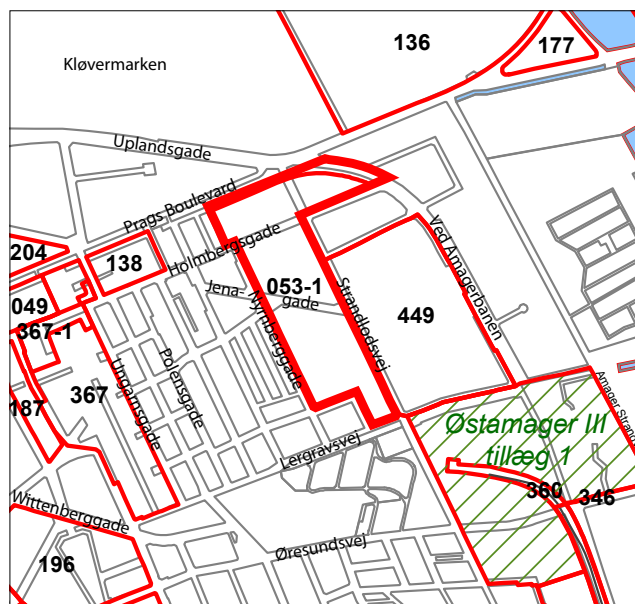 136
177
Kløvermarken
Uplandsgade
Prags Boulevard
Holmbergsgade
Ved Amagerbanen
204
138
049
053-1
Jena-
gade
Nyrnberggade
Strandlodsvej
449
367-1
367
187
Ungarnsgade
Polensgade
Amager Strand
Østamager III
tillæg 1
Lergravsvej
360
346
Wittenberggade
Øresundsvej
196